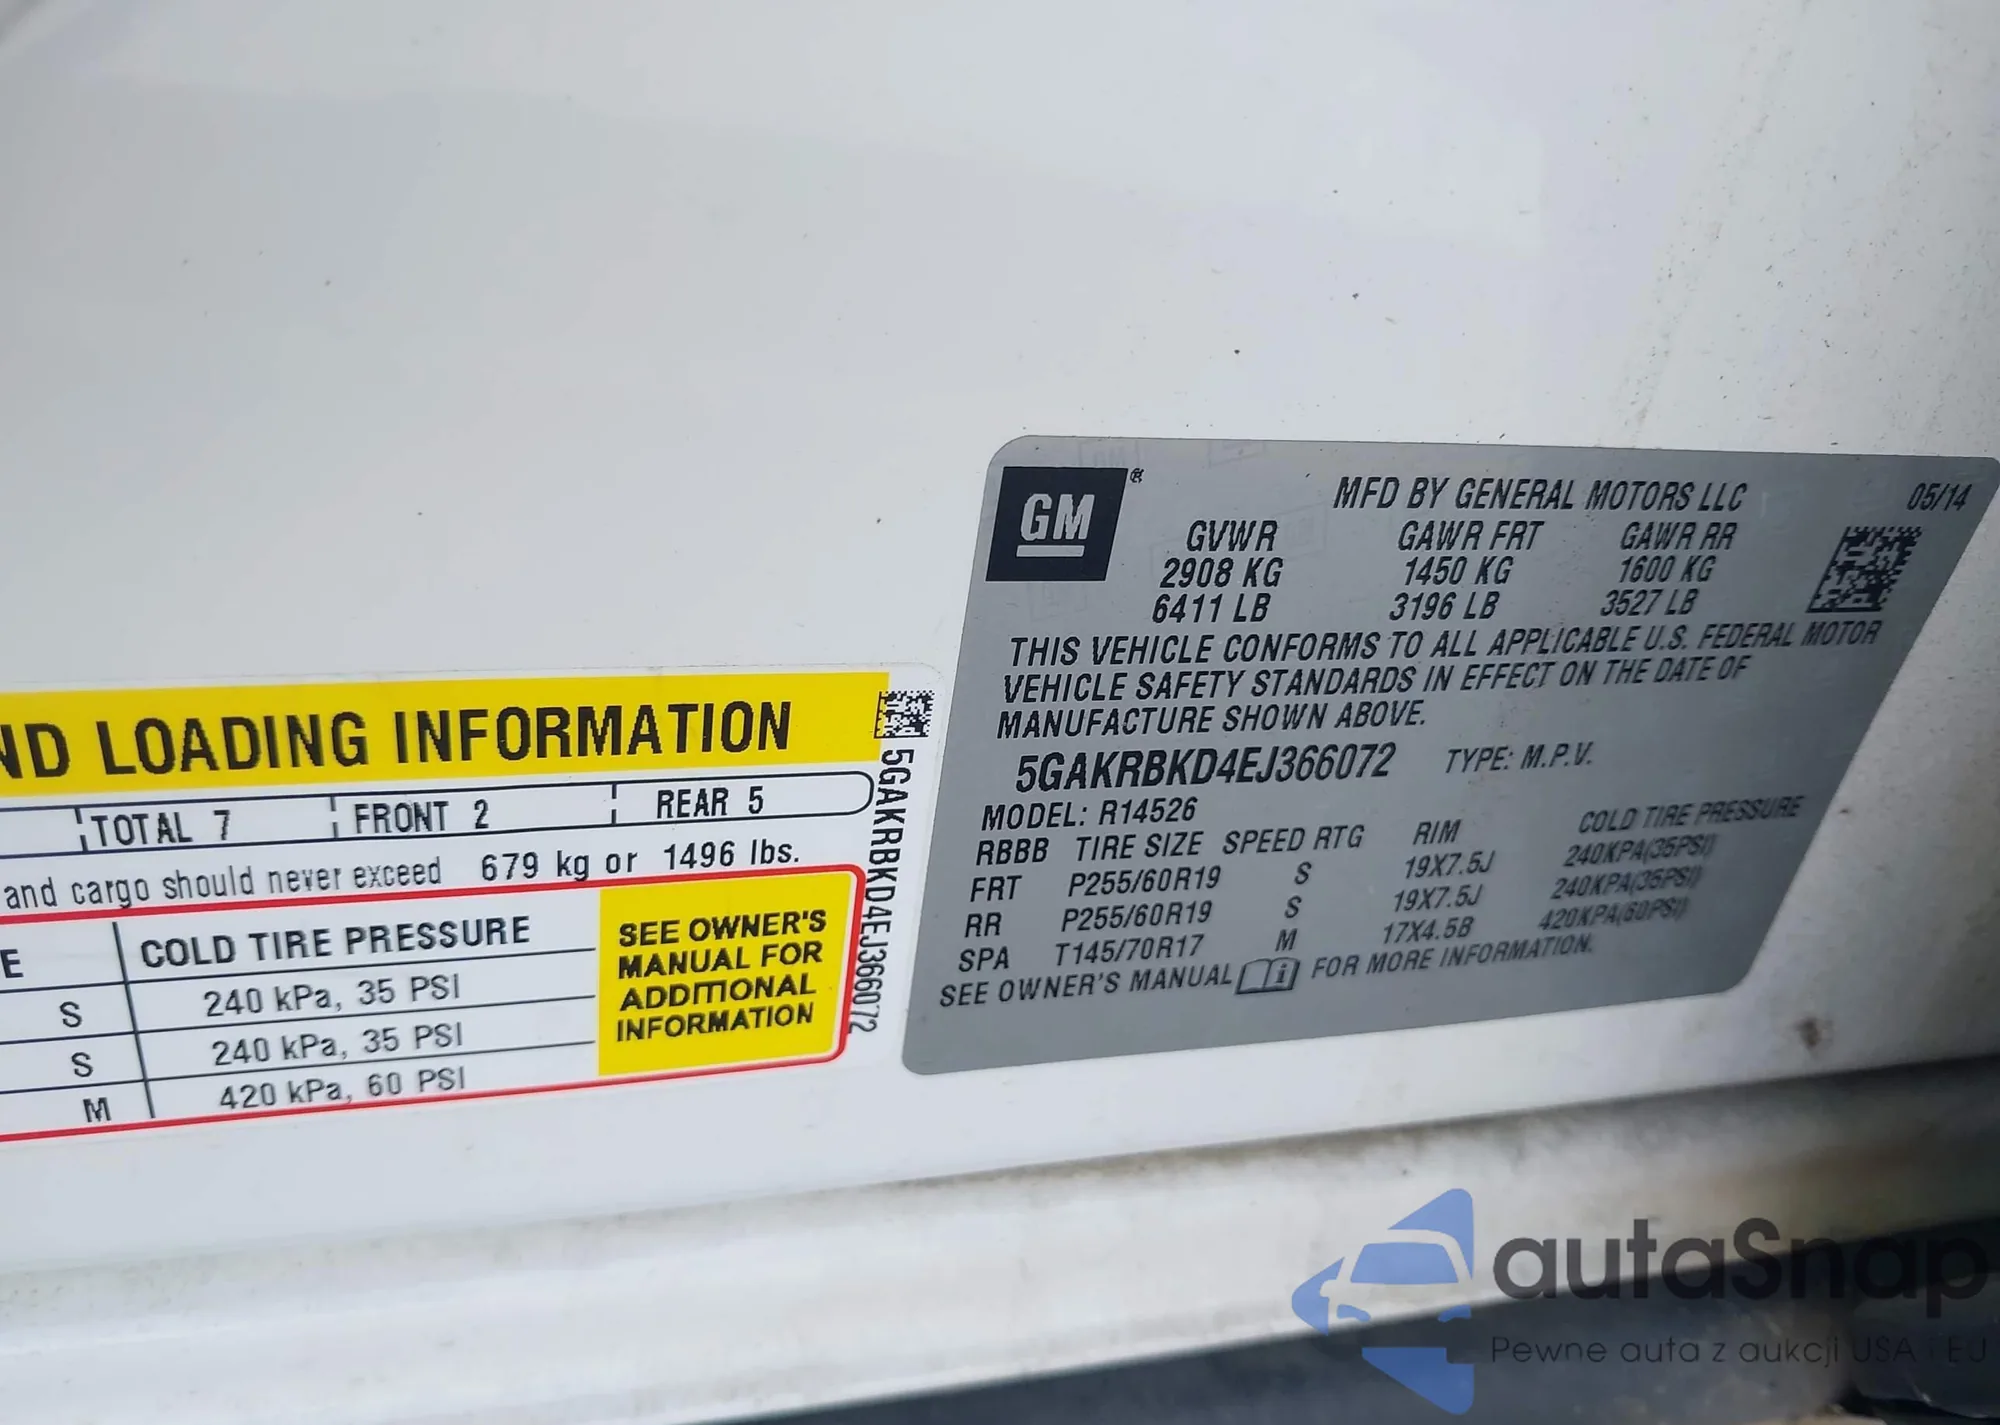 ND LOADING INFORMATION
TOTAL 7 FRONT 2 REAR 5
and cargo should never exceed 679 kg or 1496 lbs.
E COLD TIRE PRESSURE
S 240 kPa, 35 PSI
S 240 kPa, 35 PSI
M 420 kPa, 60 PSI
SEE OWNER'S
MANUAL FOR
ADDITIONAL
INFORMATION
5GAKRBKD4EJ366072
GM®
MFD BY GENERAL MOTORS LLC 05/14
GVWR GAWR FRT GAWR RR
2908 KG 1450 KG 1600 KG
6411 LB 3196 LB 3527 LB
THIS VEHICLE CONFORMS TO ALL APPLICABLE U.S. FEDERAL MOTOR
VEHICLE SAFETY STANDARDS IN EFFECT ON THE DATE OF
MANUFACTURE SHOWN ABOVE.
5GAKRBKD4EJ366072 TYPE: M.P.V.
MODEL: R14526
RBBB TIRE SIZE SPEED RTG RIM COLD TIRE PRESSURE
FRT P255/60R19 S 19X7.5J 240KPA(35PSI)
RR P255/60R19 S 19X7.5J 240KPA(35PSI)
SPA T145/70R17 M 17X4.5B 420KPA(60PSI)
SEE OWNER'S MANUAL i FOR MORE INFORMATION.
autaSnap
Pewne auta z aukcji USA i EU